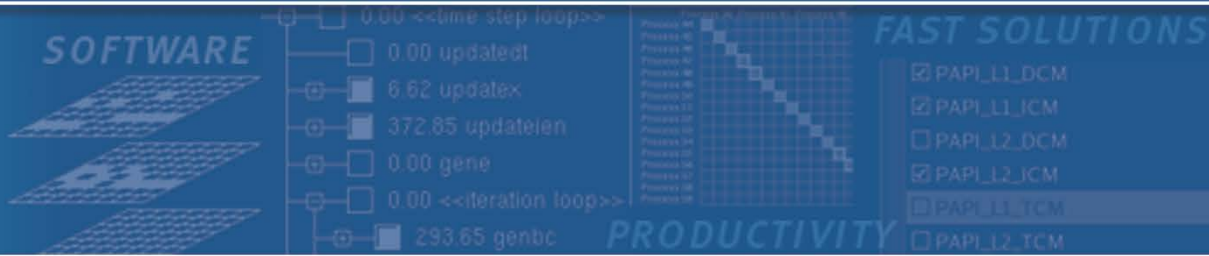 SOFTWARE
0.00 <<time step loop>>
0.00 updatedt
6.62 updatex
372.85 updateien
0.00 gene
0.00 <<iteration loop>>
293.65 genbc
PRODUCTIVITY
FAST SOLUTIONS
PAPI_L1_DCM
PAPI_L1_ICM
PAPI_L2_DCM
PAPI_L2_ICM
PAPI_L1_TCM
PAPI_L2_TCM